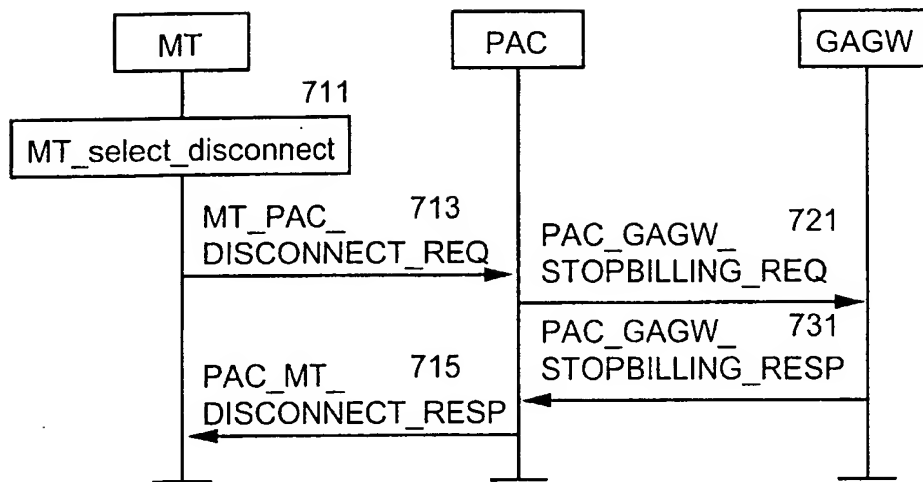 MT
PAC
GAGW
711
MT_select_disconnect
MT_PAC_ 713
DISCONNECT_REQ
PAC_GAGW_ 721
STOPBILLING_REQ
PAC_GAGW_ 731
STOPBILLING_RESP
PAC_MT_ 715
DISCONNECT_RESP